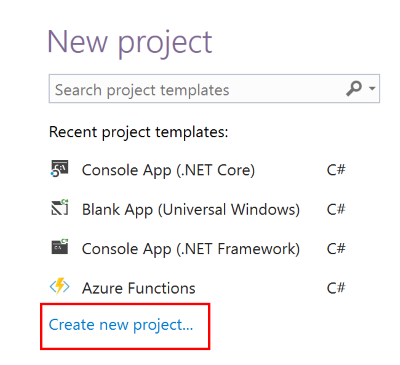 New project
Search project templates
Recent project templates:
Console App (.NET Core) C#
Blank App (Universal Windows) C#
Console App (.NET Framework) C#
Azure Functions C#
Create new project...